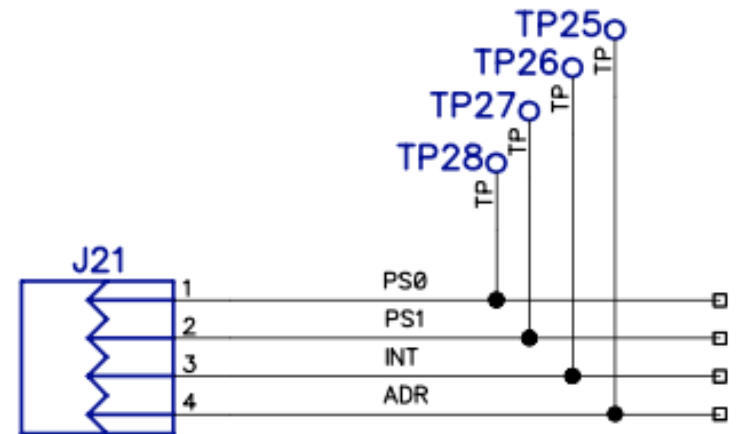 TP25
TP
TP26
TP
TP27
TP
TP28
TP
J21
1 PS0
2 PS1
3 INT
4 ADR